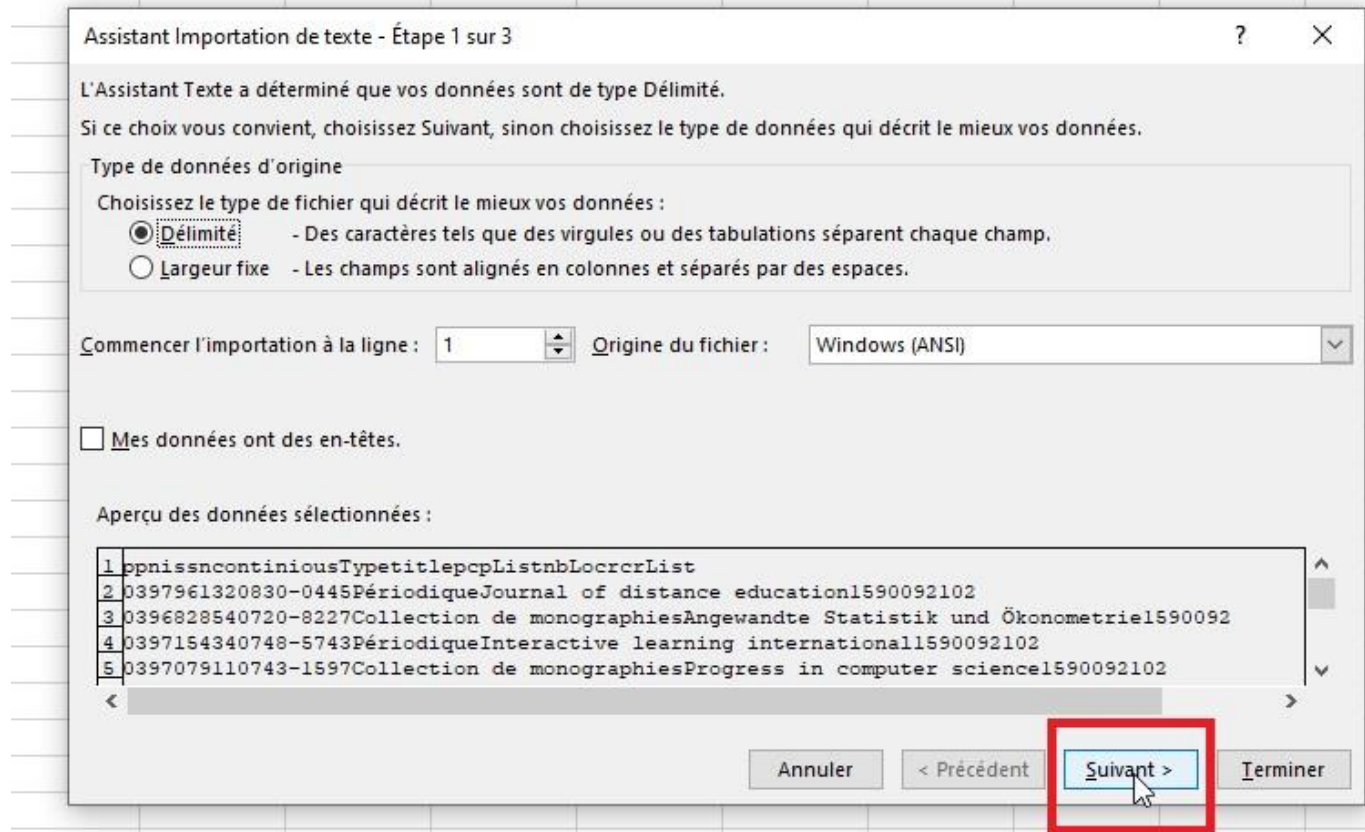 Assistant Importation de texte - Étape 1 sur 3 ?
L'Assistant Texte a déterminé que vos données sont de type Délimité.
Si ce choix vous convient, choisissez Suivant, sinon choisissez le type de données qui décrit le mieux vos données.
Type de données d'origine
Choisissez le type de fichier qui décrit le mieux vos données :
Délimité - Des caractères tels que des virgules ou des tabulations séparent chaque champ.
Largeur fixe - Les champs sont alignés en colonnes et séparés par des espaces.
Commencer l'importation à la ligne : 1 Origine du fichier : Windows (ANSI)
Mes données ont des en-têtes.
Aperçu des données sélectionnées :
1 ppnissncontiniousTypetitlepcpListnbLocrcrList
2 0397961320830-0445PériodiqueJournal of distance education1590092102
3 0396828540720-8227Collection de monographiesAngewandte Statistik und Ökonometrie1590092
4 0397154340748-5743PériodiqueInteractive learning international1590092102
5 0397079110743-1597Collection de monographiesProgress in computer science1590092102
Annuler < Précédent Suivant > Terminer